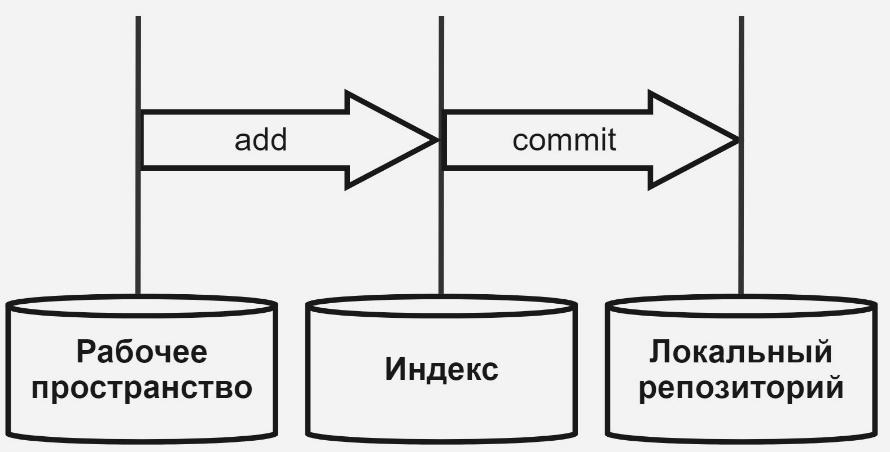 add
commit
Рабочее
пространство
Индекс
Локальный
репозиторий